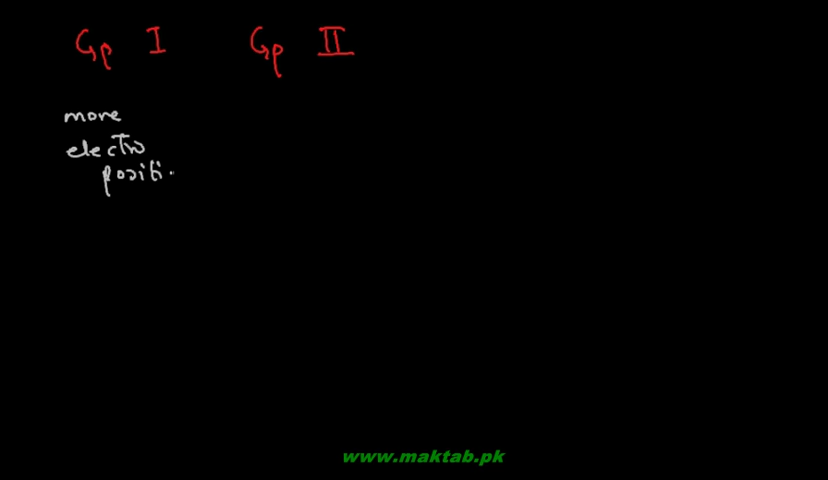 Gp I Gp II
more
electro
positi
www.maktab.pk